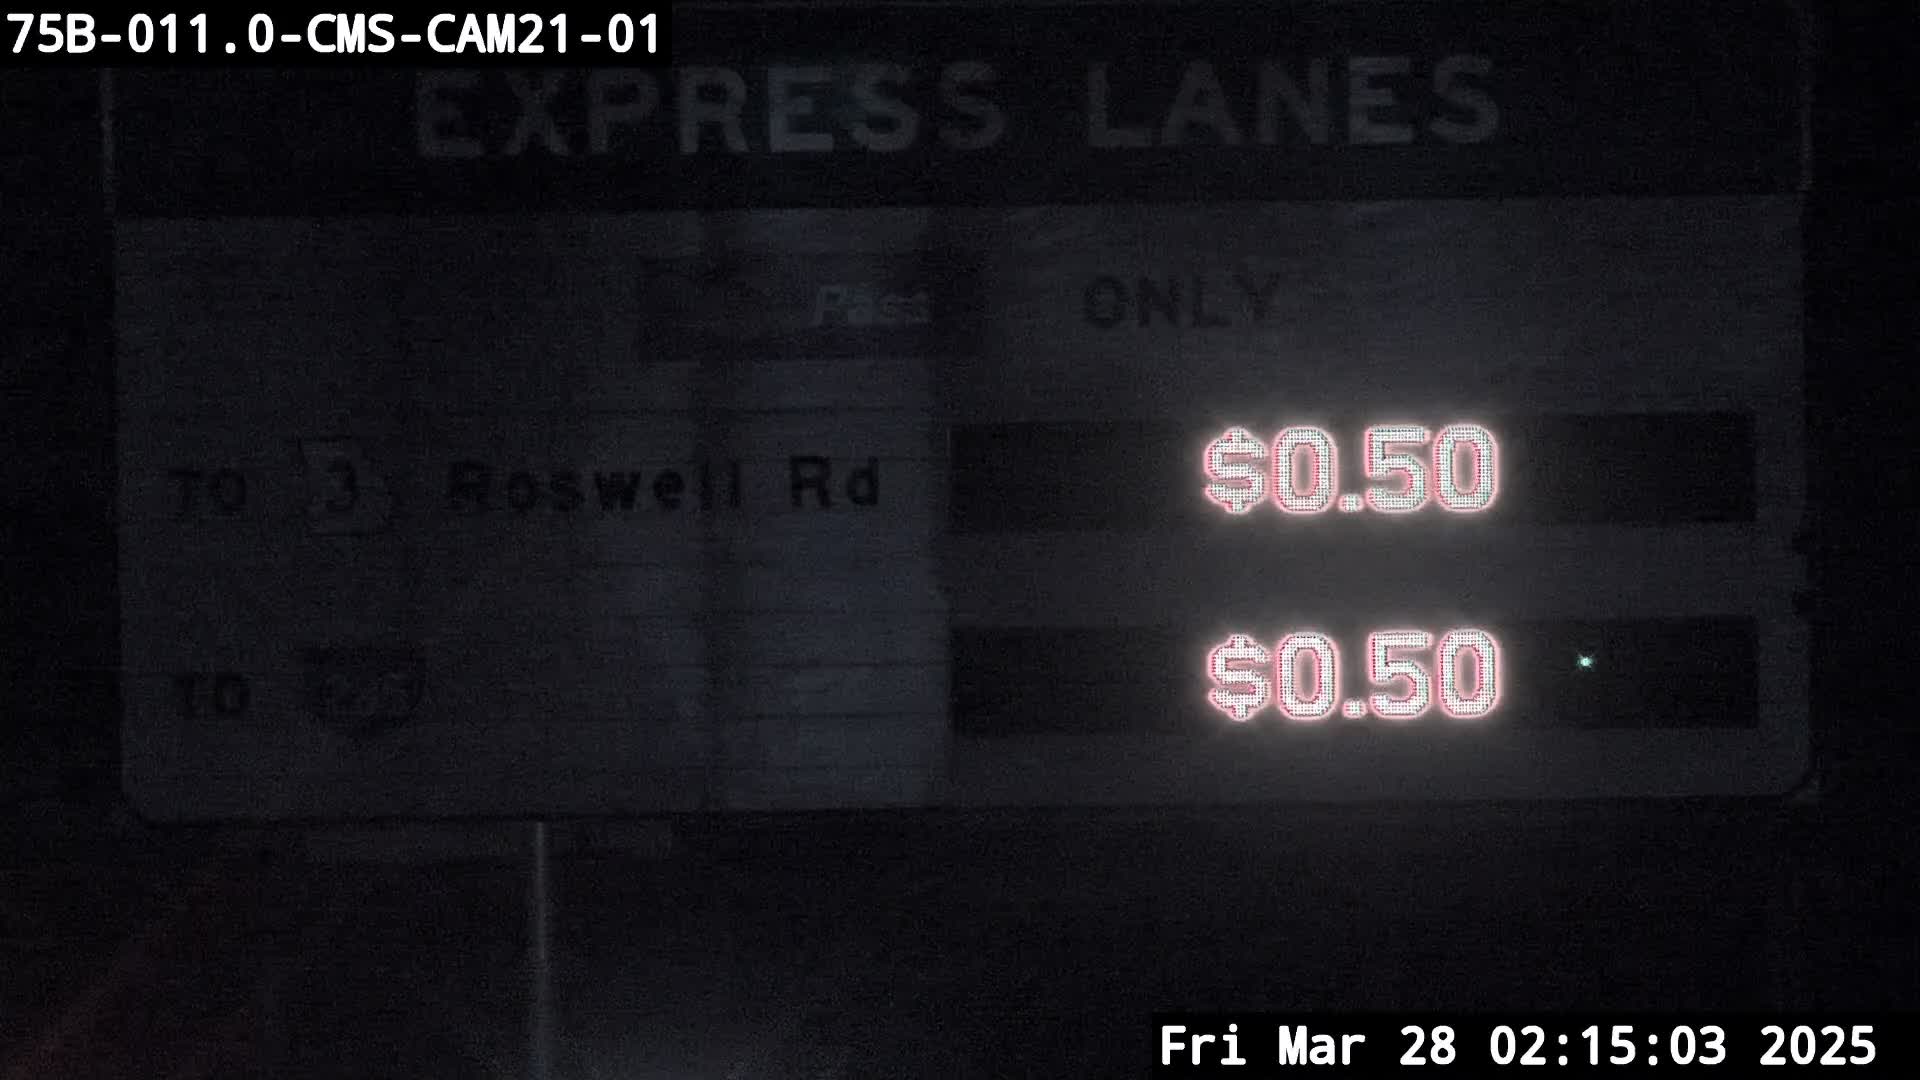 75B-011.0-CMS-CAM21-01
EXPRESS LANES
Pass ONLY
TO 3 Roswell Rd $0.50
TO $0.50
Fri Mar 28 02:15:03 2025